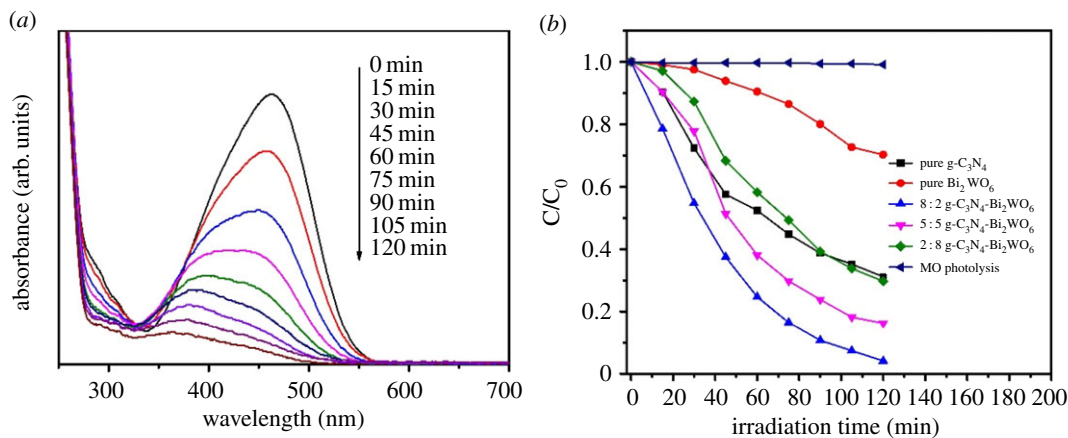 (a)
absorbance (arb. units)
0 min
15 min
30 min
45 min
60 min
75 min
90 min
105 min
120 min
300 400 500 600 700
wavelength (nm)
(b)
C/C₀
1.0
0.8
0.6
0.4
0.2
0
pure g-C₃N₄
pure Bi₂WO₆
8 : 2 g-C₃N₄-Bi₂WO₆
5 : 5 g-C₃N₄-Bi₂WO₆
2 : 8 g-C₃N₄-Bi₂WO₆
MO photolysis
0 20 40 60 80 100 120 140 160 180 200
irradiation time (min)